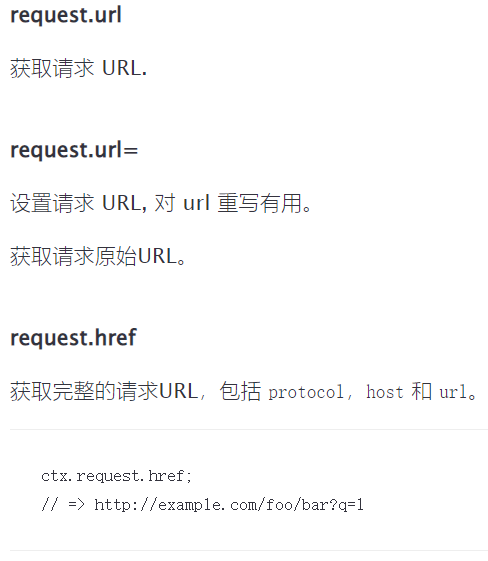 request.url
获取请求 URL.
request.url=
设置请求 URL, 对 url 重写有用。
获取请求原始URL。
request.href
获取完整的请求URL，包括 protocol，host 和 url。
ctx.request.href;
// => http://example.com/foo/bar?q=1